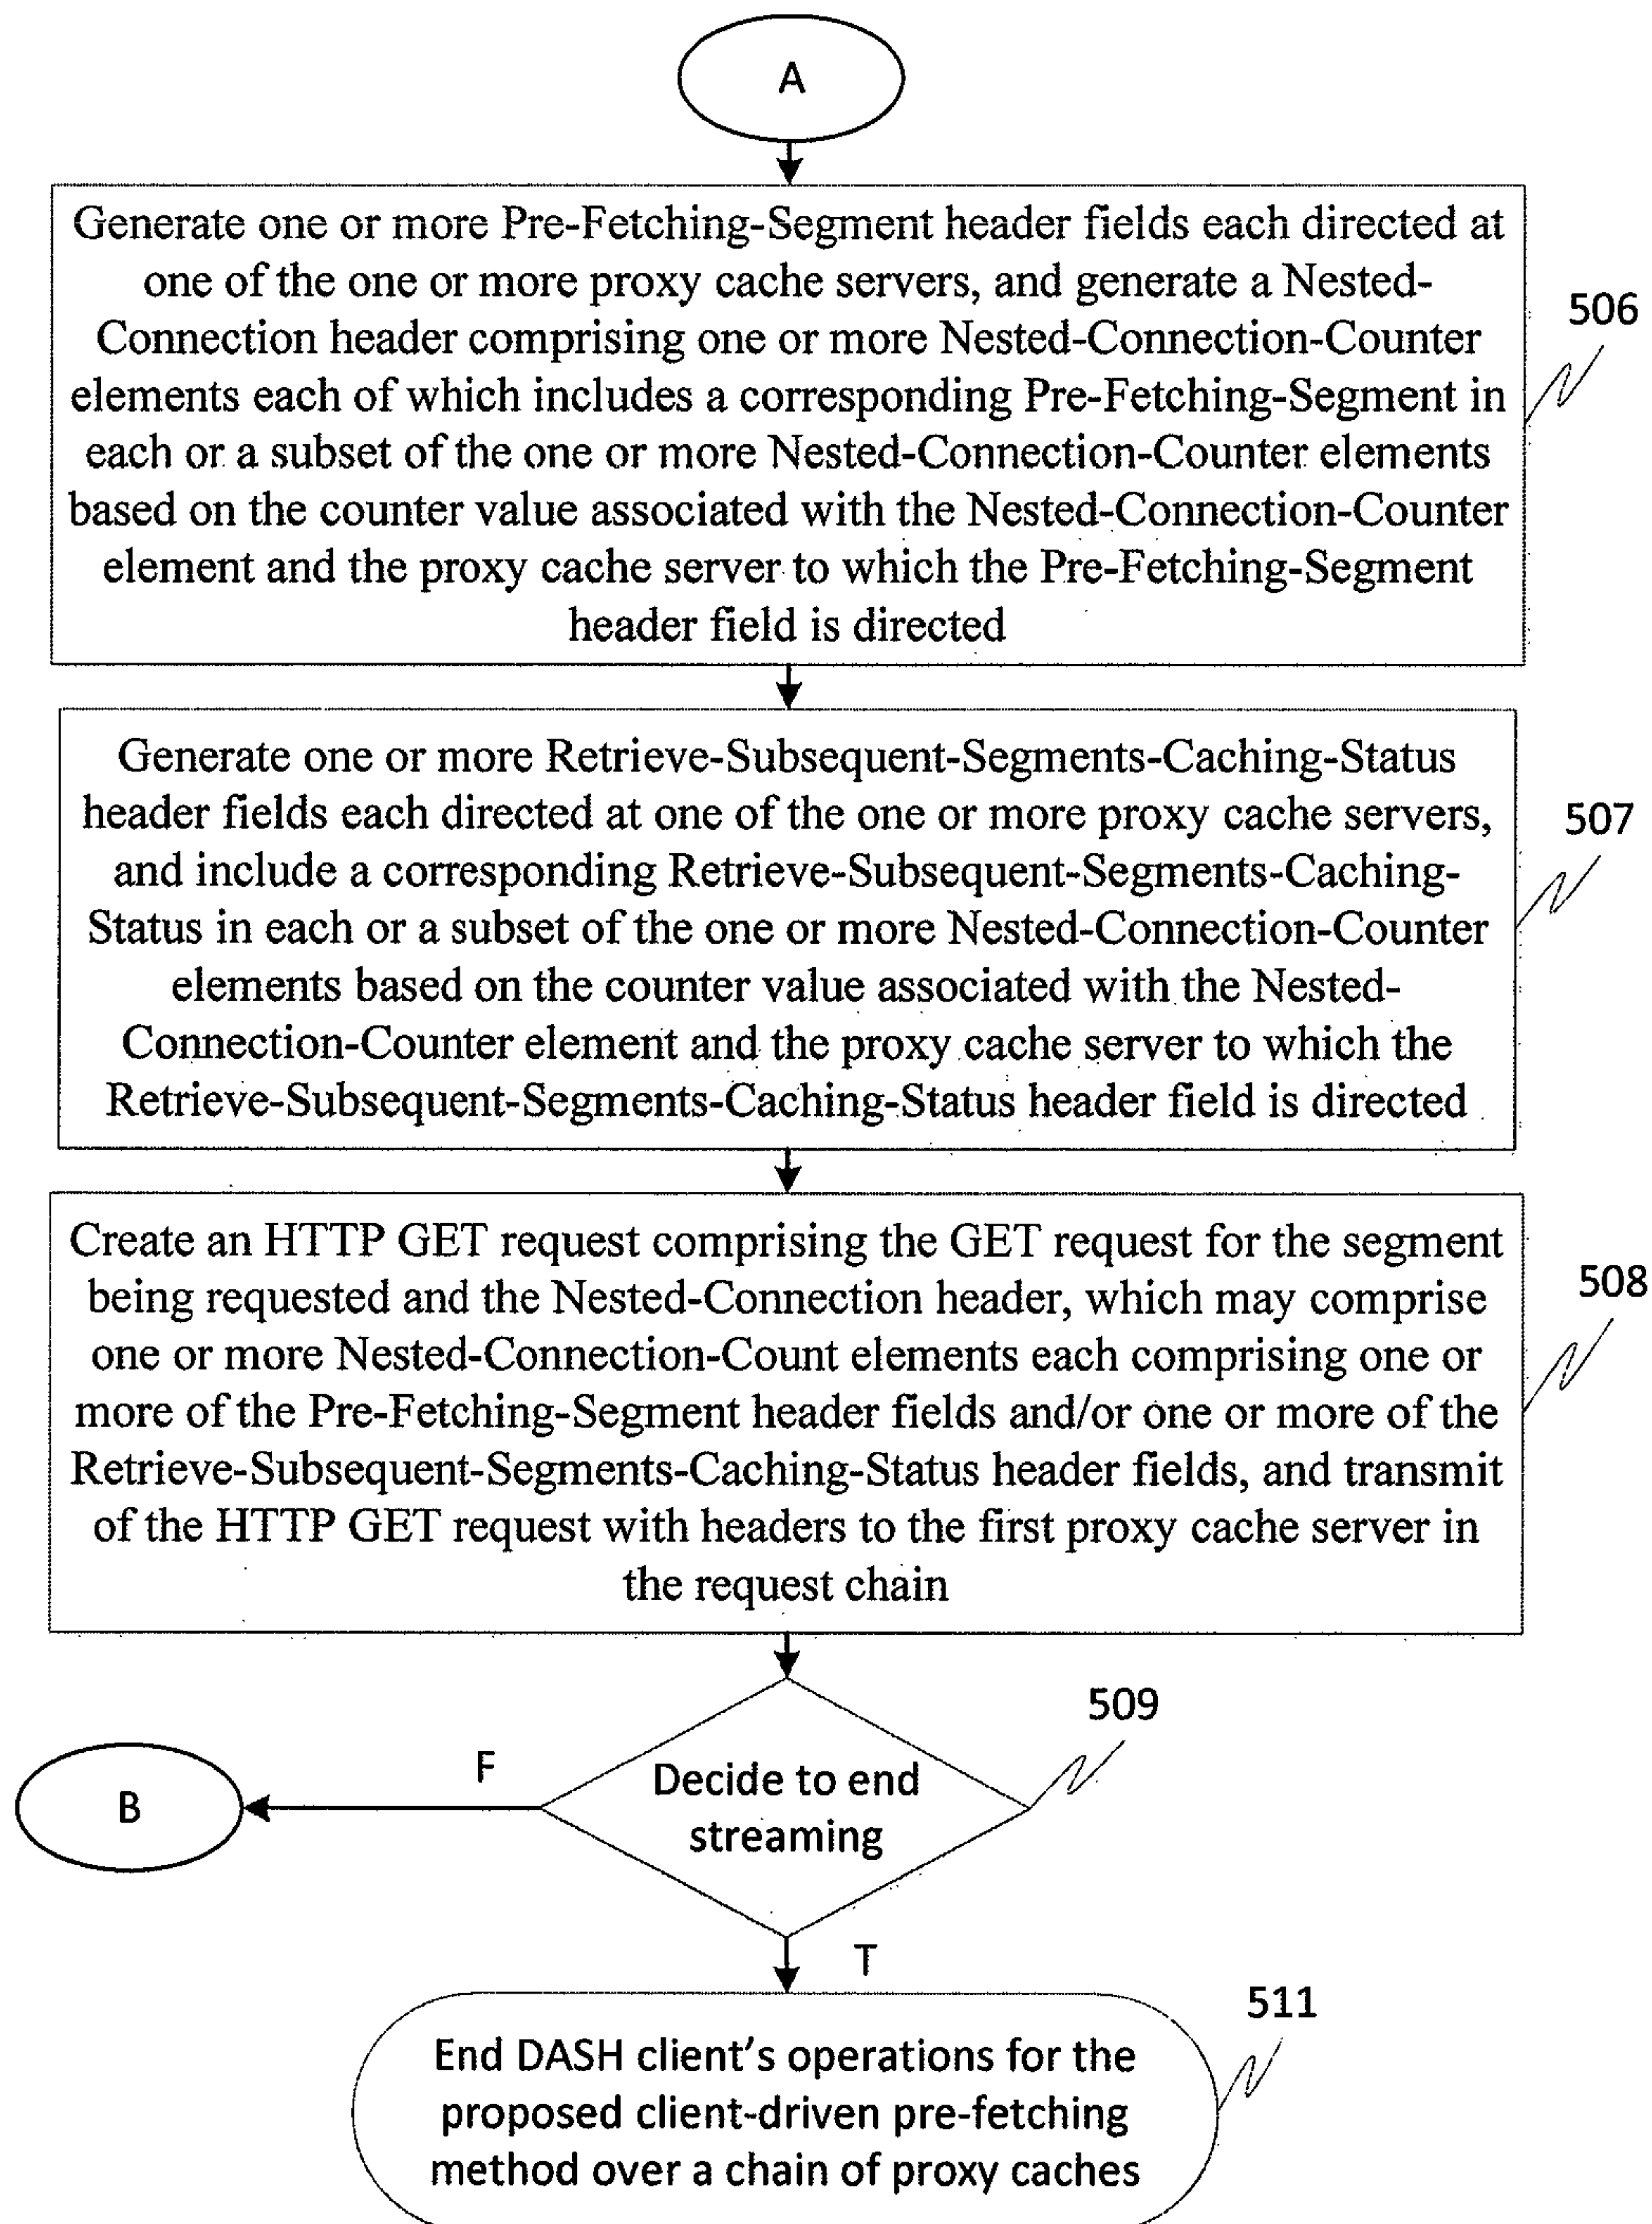 A
Generate one or more Pre-Fetching-Segment header fields each directed at
one of the one or more proxy cache servers, and generate a Nested-
Connection header comprising one or more Nested-Connection-Counter
elements each of which includes a corresponding Pre-Fetching-Segment in
each or a subset of the one or more Nested-Connection-Counter elements
based on the counter value associated with the Nested-Connection-Counter
element and the proxy cache server to which the Pre-Fetching-Segment
header field is directed
506
Generate one or more Retrieve-Subsequent-Segments-Caching-Status
header fields each directed at one of the one or more proxy cache servers,
and include a corresponding Retrieve-Subsequent-Segments-Caching-
Status in each or a subset of the one or more Nested-Connection-Counter
elements based on the counter value associated with the Nested-
Connection-Counter element and the proxy cache server to which the
Retrieve-Subsequent-Segments-Caching-Status header field is directed
507
Create an HTTP GET request comprising the GET request for the segment
being requested and the Nested-Connection header, which may comprise
one or more Nested-Connection-Count elements each comprising one or
more of the Pre-Fetching-Segment header fields and/or one or more of the
Retrieve-Subsequent-Segments-Caching-Status header fields, and transmit
of the HTTP GET request with headers to the first proxy cache server in
the request chain
508
509
F
Decide to end
streaming
B
T
511
End DASH client's operations for the
proposed client-driven pre-fetching
method over a chain of proxy caches